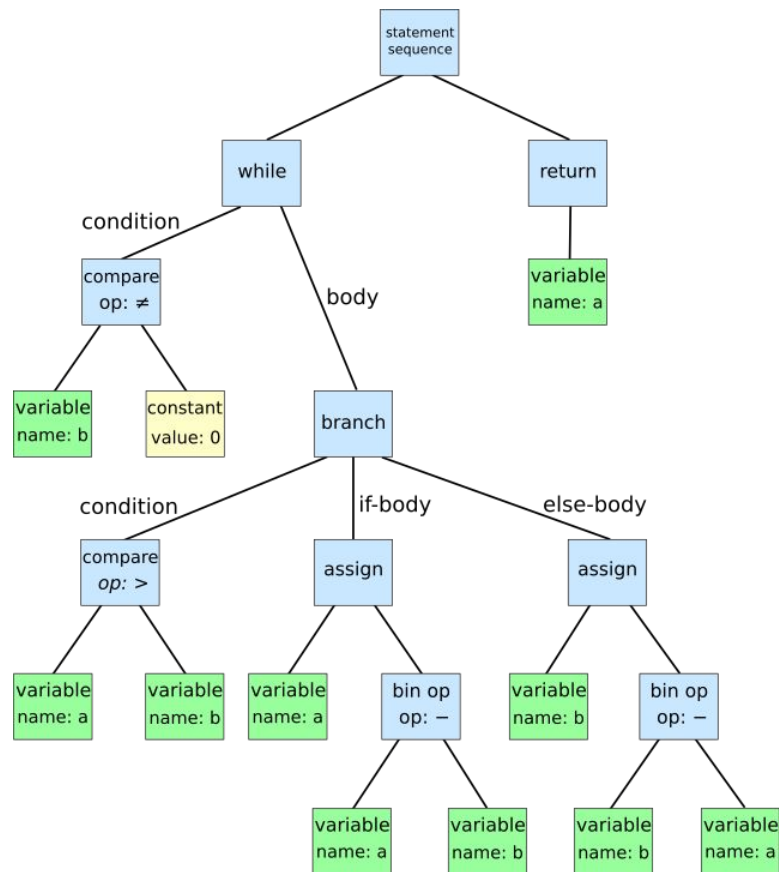 statement
sequence
while
return
condition
compare
op: ≠
body
variable
name: a
variable
name: b
constant
value: 0
branch
condition
if-body
else-body
compare
op: >
assign
assign
variable
name: a
variable
name: b
variable
name: a
bin op
op: −
variable
name: b
bin op
op: −
variable
name: a
variable
name: b
variable
name: b
variable
name: a